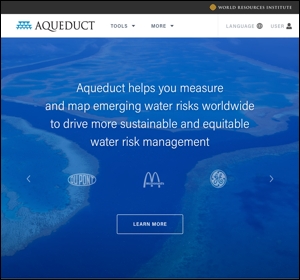 WORLD RESOURCES INSTITUTE
AQUEDUCT TOOLS MORE LANGUAGE USER
Aqueduct helps you measure
and map emerging water risks worldwide
to drive more sustainable and equitable
water risk management
DUPONT
LEARN MORE